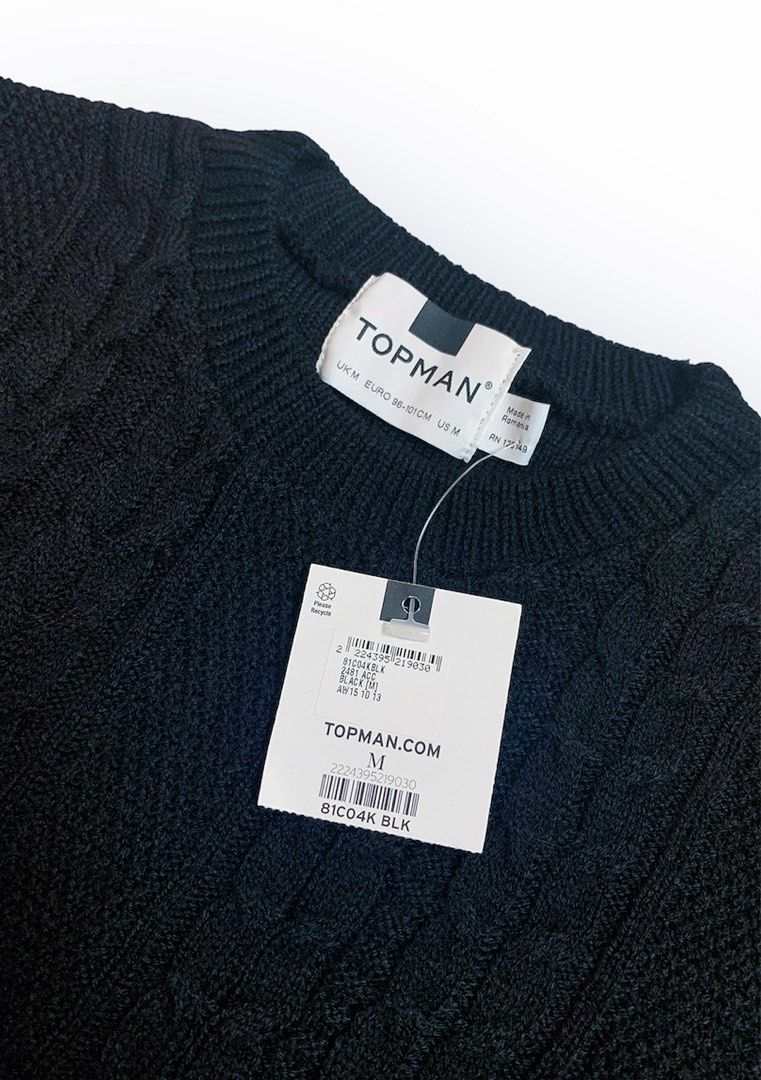 TOPMAN®
UK M EURO 96-101CM US M
Made in
Romania
RN 125149
Please
Recycle
2 224395 219030
81C04KBLK
2481 ACC
BLACK [M]
AW15 10 13
TOPMAN.COM
M
2224395219030
81C04K BLK